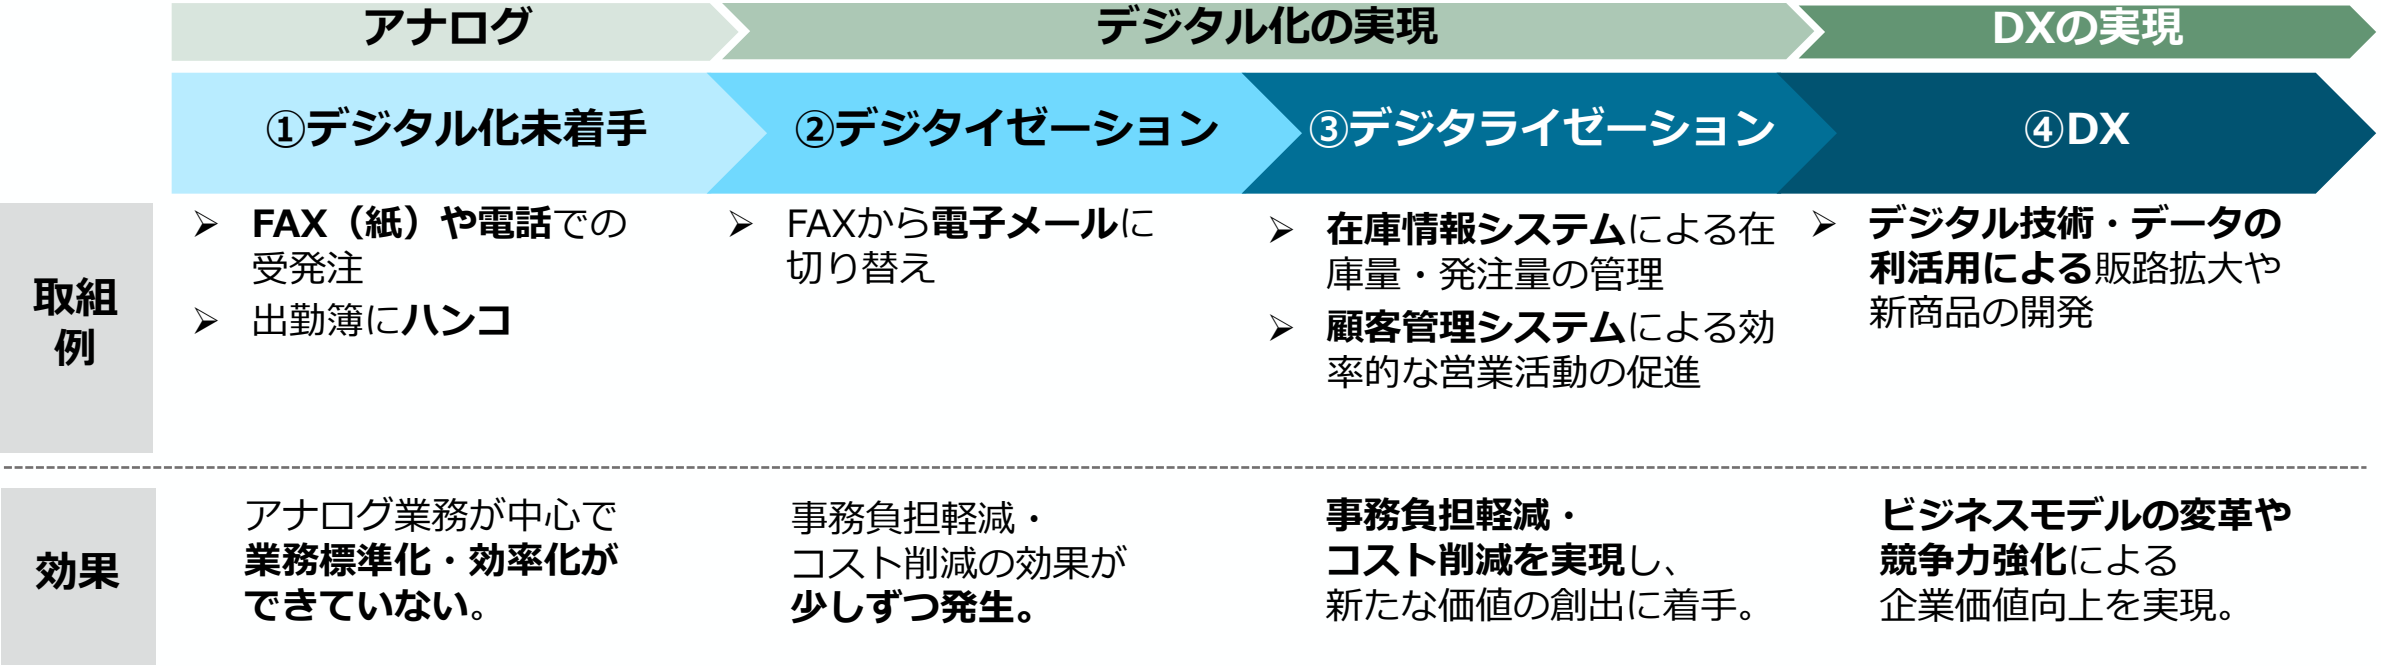 アナログ
デジタル化の実現
DXの実現
①デジタル化未着手
②デジタイゼーション
③デジタライゼーション
④DX
取組
例
➢ FAX（紙）や電話での
受発注
➢ 出勤簿にハンコ
➢ FAXから電子メールに
切り替え
➢ 在庫情報システムによる在
庫量・発注量の管理
➢ 顧客管理システムによる効
率的な営業活動の促進
➢ デジタル技術・データの
利活用による販路拡大や
新商品の開発
効果
アナログ業務が中心で
業務標準化・効率化が
できていない。
事務負担軽減・
コスト削減の効果が
少しずつ発生。
事務負担軽減・
コスト削減を実現し、
新たな価値の創出に着手。
ビジネスモデルの変革や
競争力強化による
企業価値向上を実現。